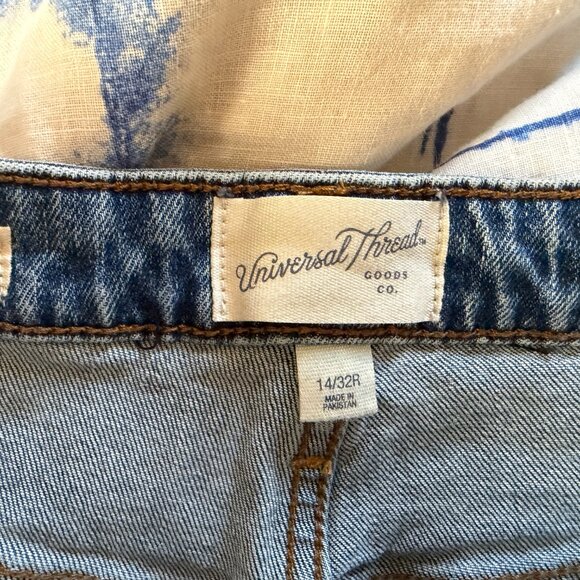 Universal Thread™
GOODS
CO.
14/32R
MADE IN
PAKISTAN